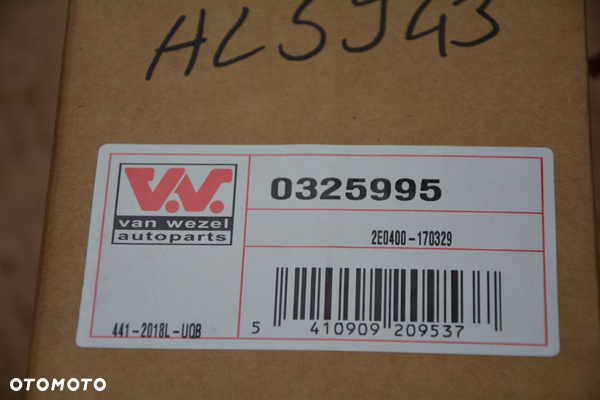 AL5943
V.V.
van wezel
autoparts
0325995
2E0400-170329
441-2018L-UQB
5 410909 209537
OTOMOTO